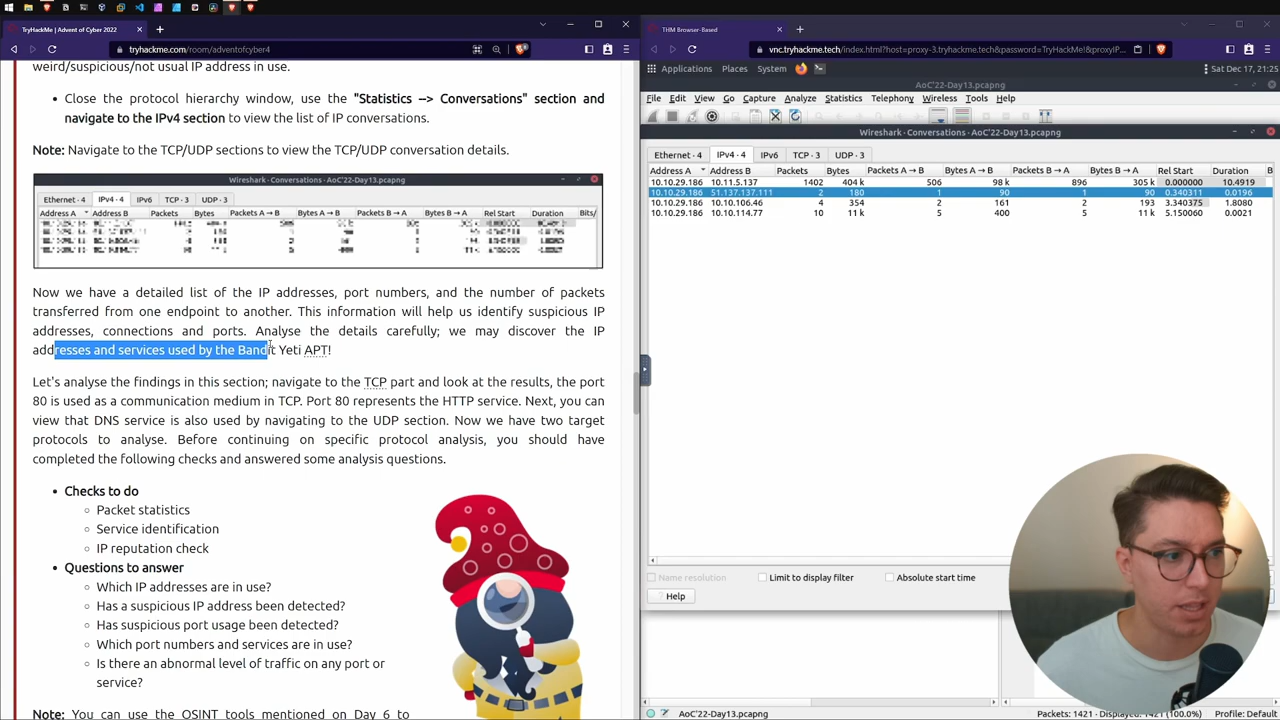 TryHackMe | Advent of Cyber 2022
tryhackme.com/room/adventofcyber4
weird/suspicious/not usual IP address in use.
Close the protocol hierarchy window, use the "Statistics --> Conversations" section and
navigate to the IPv4 section to view the list of IP conversations.
Note: Navigate to the TCP/UDP sections to view the TCP/UDP conversation details.
Wireshark · Conversations · AoC'22-Day13.pcapng
Ethernet · 4 IPv4 · 4 IPv6 TCP · 3 UDP · 3
Address A Address B Packets Bytes Packets A → B Bytes A → B Packets B → A Bytes B → A Rel Start Duration Bits/
Now we have a detailed list of the IP addresses, port numbers, and the number of packets
transferred from one endpoint to another. This information will help us identify suspicious IP
addresses, connections and ports. Analyse the details carefully; we may discover the IP
addresses and services used by the Bandit Yeti APT!
Let's analyse the findings in this section; navigate to the TCP part and look at the results, the port
80 is used as a communication medium in TCP. Port 80 represents the HTTP service. Next, you can
view that DNS service is also used by navigating to the UDP section. Now we have two target
protocols to analyse. Before continuing on specific protocol analysis, you should have
completed the following checks and answered some analysis questions.
Checks to do
Packet statistics
Service identification
IP reputation check
Questions to answer
Which IP addresses are in use?
Has a suspicious IP address been detected?
Has suspicious port usage been detected?
Which port numbers and services are in use?
Is there an abnormal level of traffic on any port or
service?
Note: You can use the OSINT tools mentioned on Day 6 to
THM Browser-Based
vnc.tryhackme.tech/index.html?host=proxy-3.tryhackme.tech&password=TryHackMe!&proxyIP...
Applications Places System Sat Dec 17, 21:25
AoC'22-Day13.pcapng
File Edit View Go Capture Analyze Statistics Telephony Wireless Tools Help
Wireshark · Conversations · AoC'22-Day13.pcapng
Ethernet · 4 IPv4 · 4 IPv6 TCP · 3 UDP · 3
Address A Address B Packets Bytes Packets A → B Bytes A → B Packets B → A Bytes B → A Rel Start Duration B
10.10.29.186 10.11.5.137 1402 404 k 506 98 k 896 305 k 0.000000 10.4919
10.10.29.186 51.137.137.111 2 180 1 90 1 90 0.340311 0.0196
10.10.29.186 10.10.106.46 4 354 2 161 2 193 3.340375 1.8080
10.10.29.186 10.10.114.77 10 11 k 5 400 5 11 k 5.150060 0.0021
Name resolution Limit to display filter Absolute start time
Help
AoC'22-Day13.pcapng Packets: 1421 · Displayed: 1421 (100.0%) Profile: Default